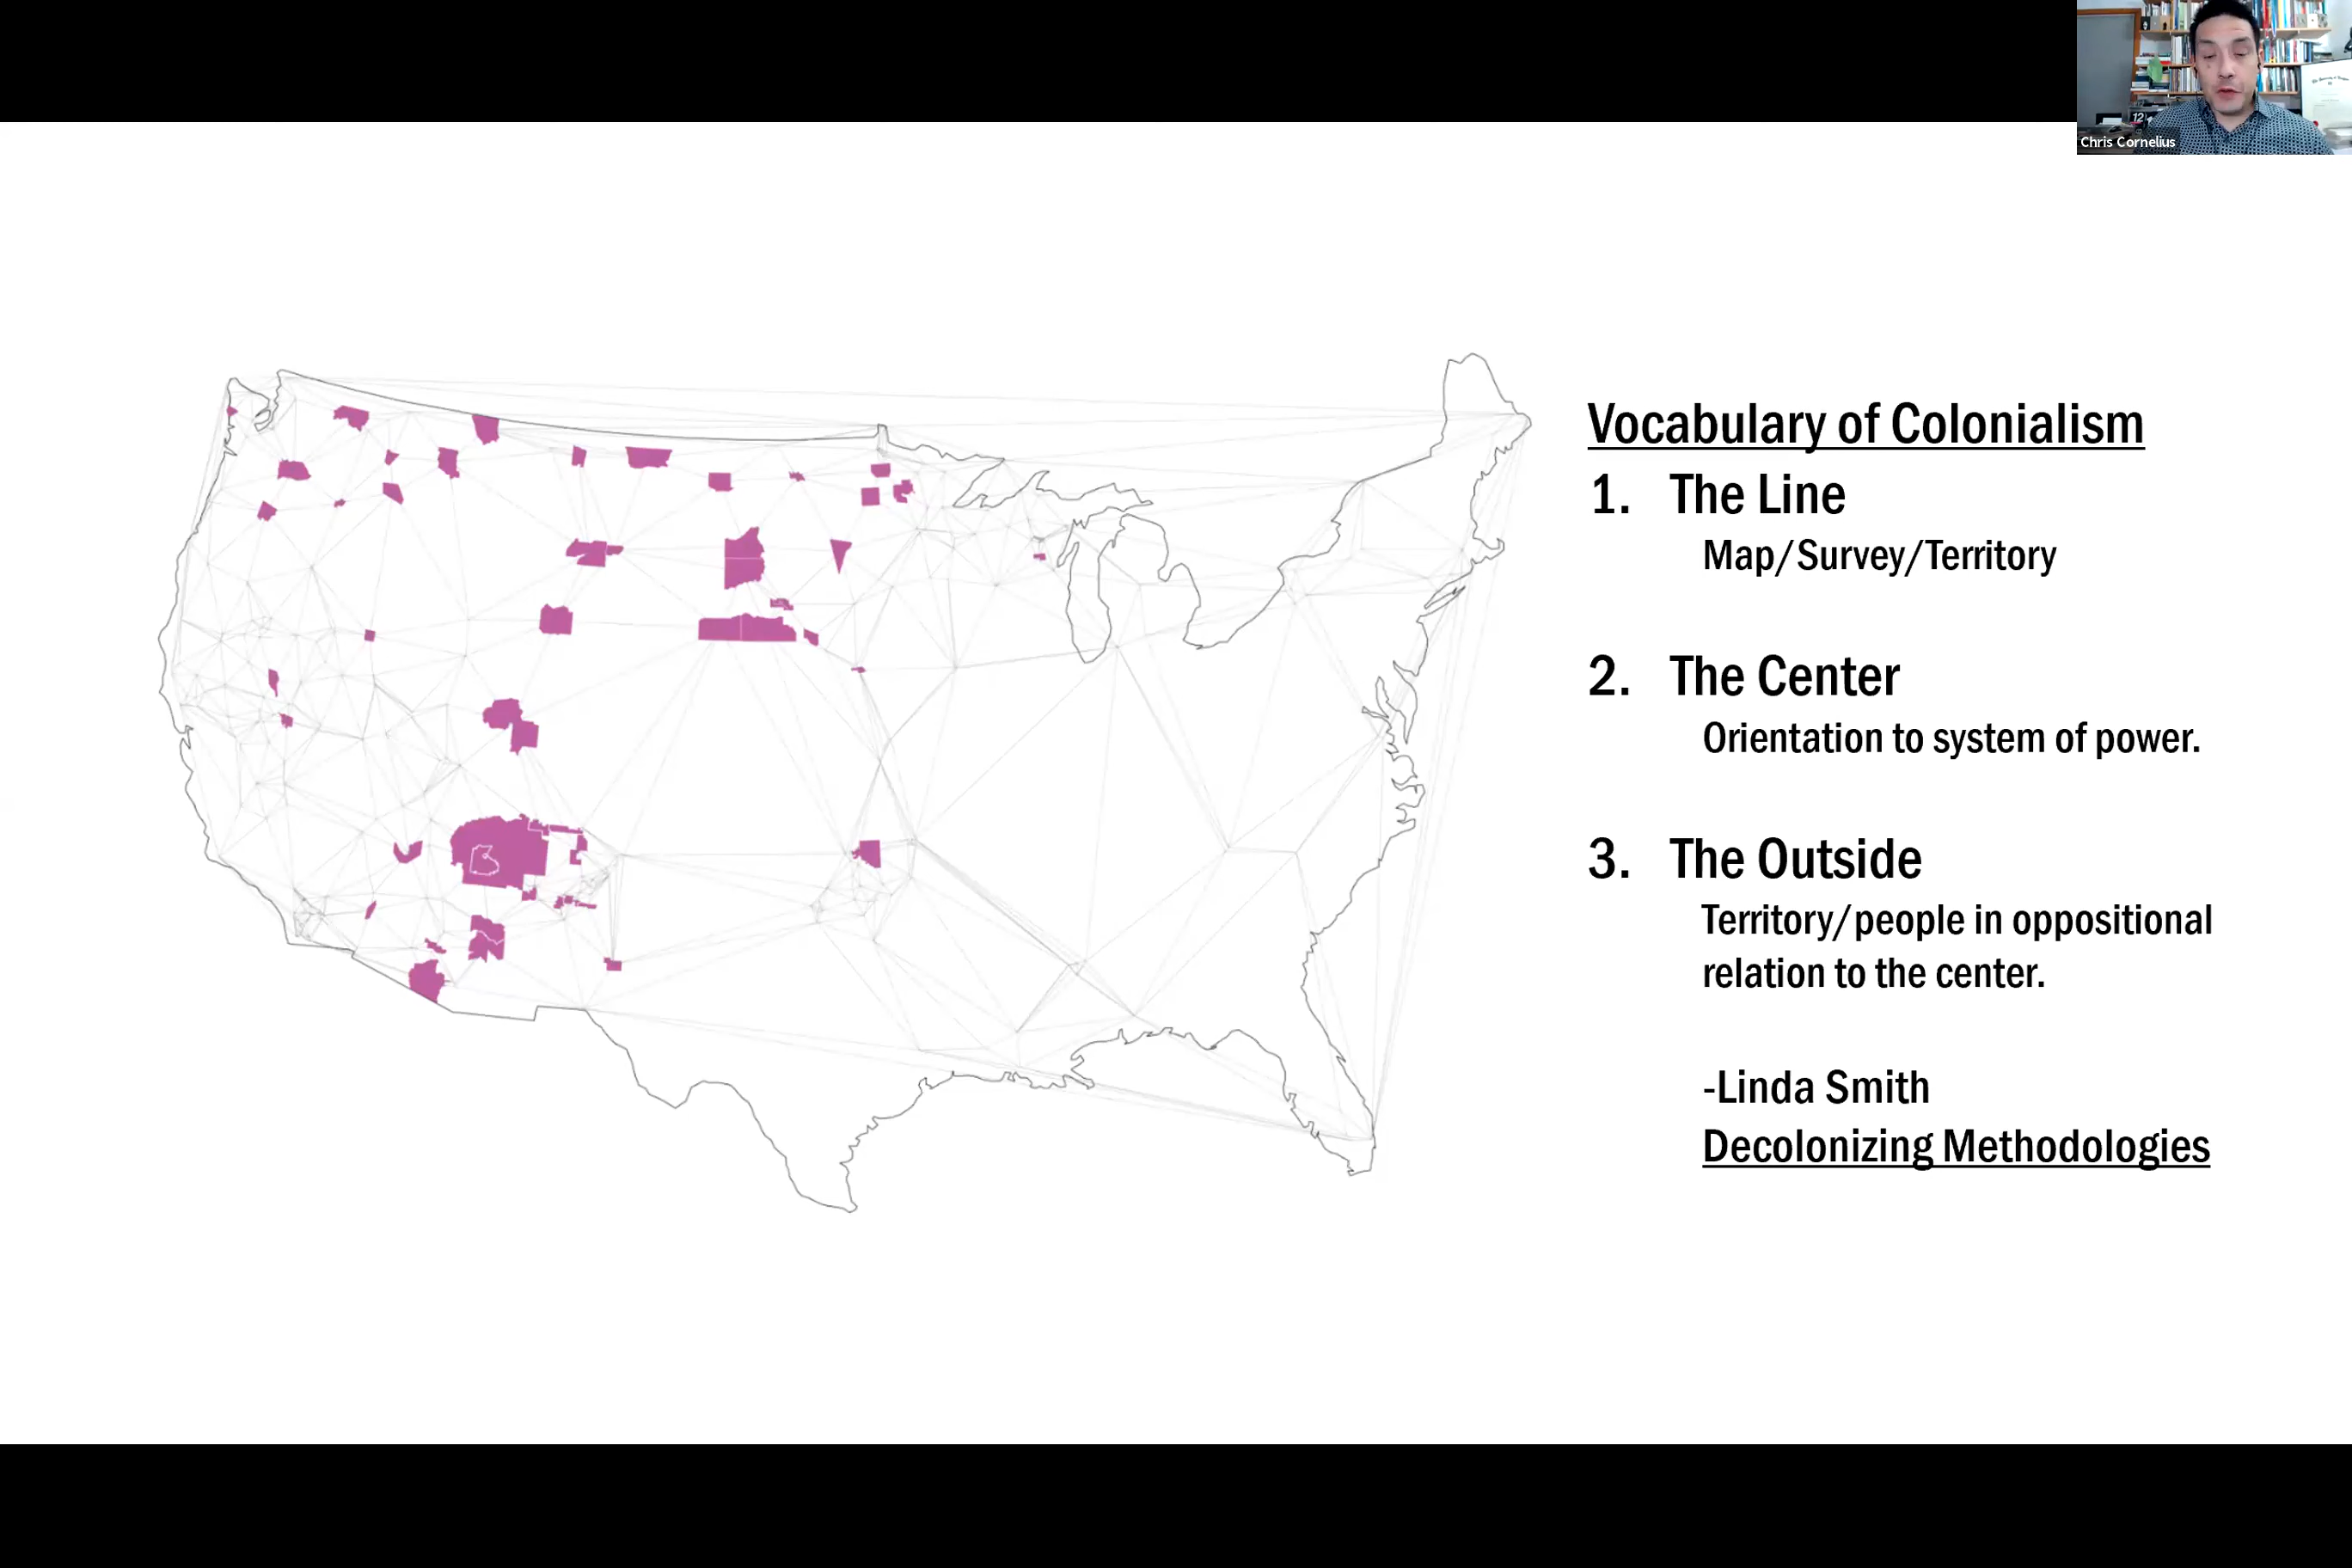 Chris Cornelius
Vocabulary of Colonialism
1. The Line
Map/Survey/Territory
2. The Center
Orientation to system of power.
3. The Outside
Territory/people in oppositional
relation to the center.
-Linda Smith
Decolonizing Methodologies